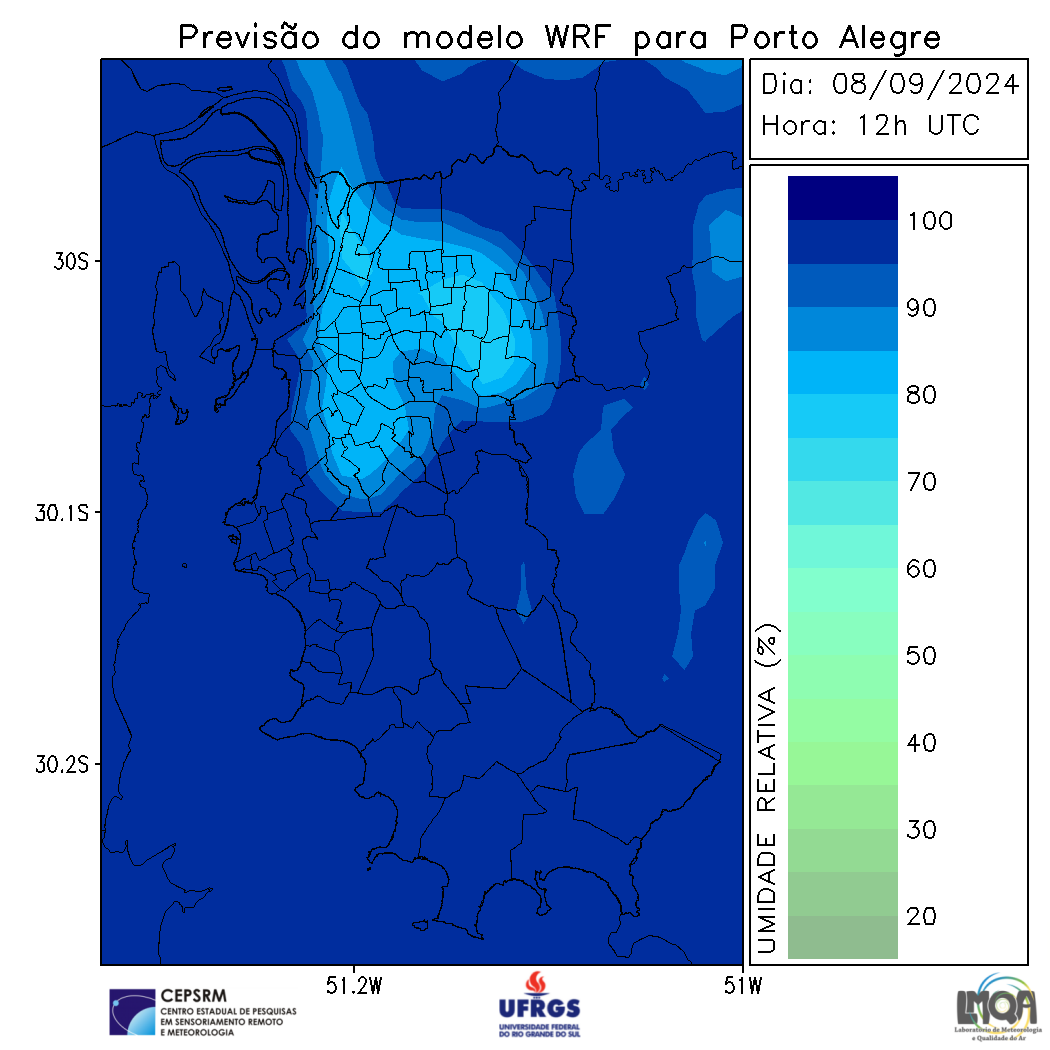 Previsão do modelo WRF para Porto Alegre
Dia: 08/09/2024
Hora: 12h UTC
30S
30.1S
30.2S
51.2W
51W
UMIDADE RELATIVA (%)
100
90
80
70
60
50
40
30
20
CEPSRM
CENTRO ESTADUAL DE PESQUISAS
EM SENSORIAMENTO REMOTO
E METEOROLOGIA
UFRGS
UNIVERSIDADE FEDERAL
DO RIO GRANDE DO SUL
LMQA
Laboratório de Meteorologia
e Qualidade do Ar